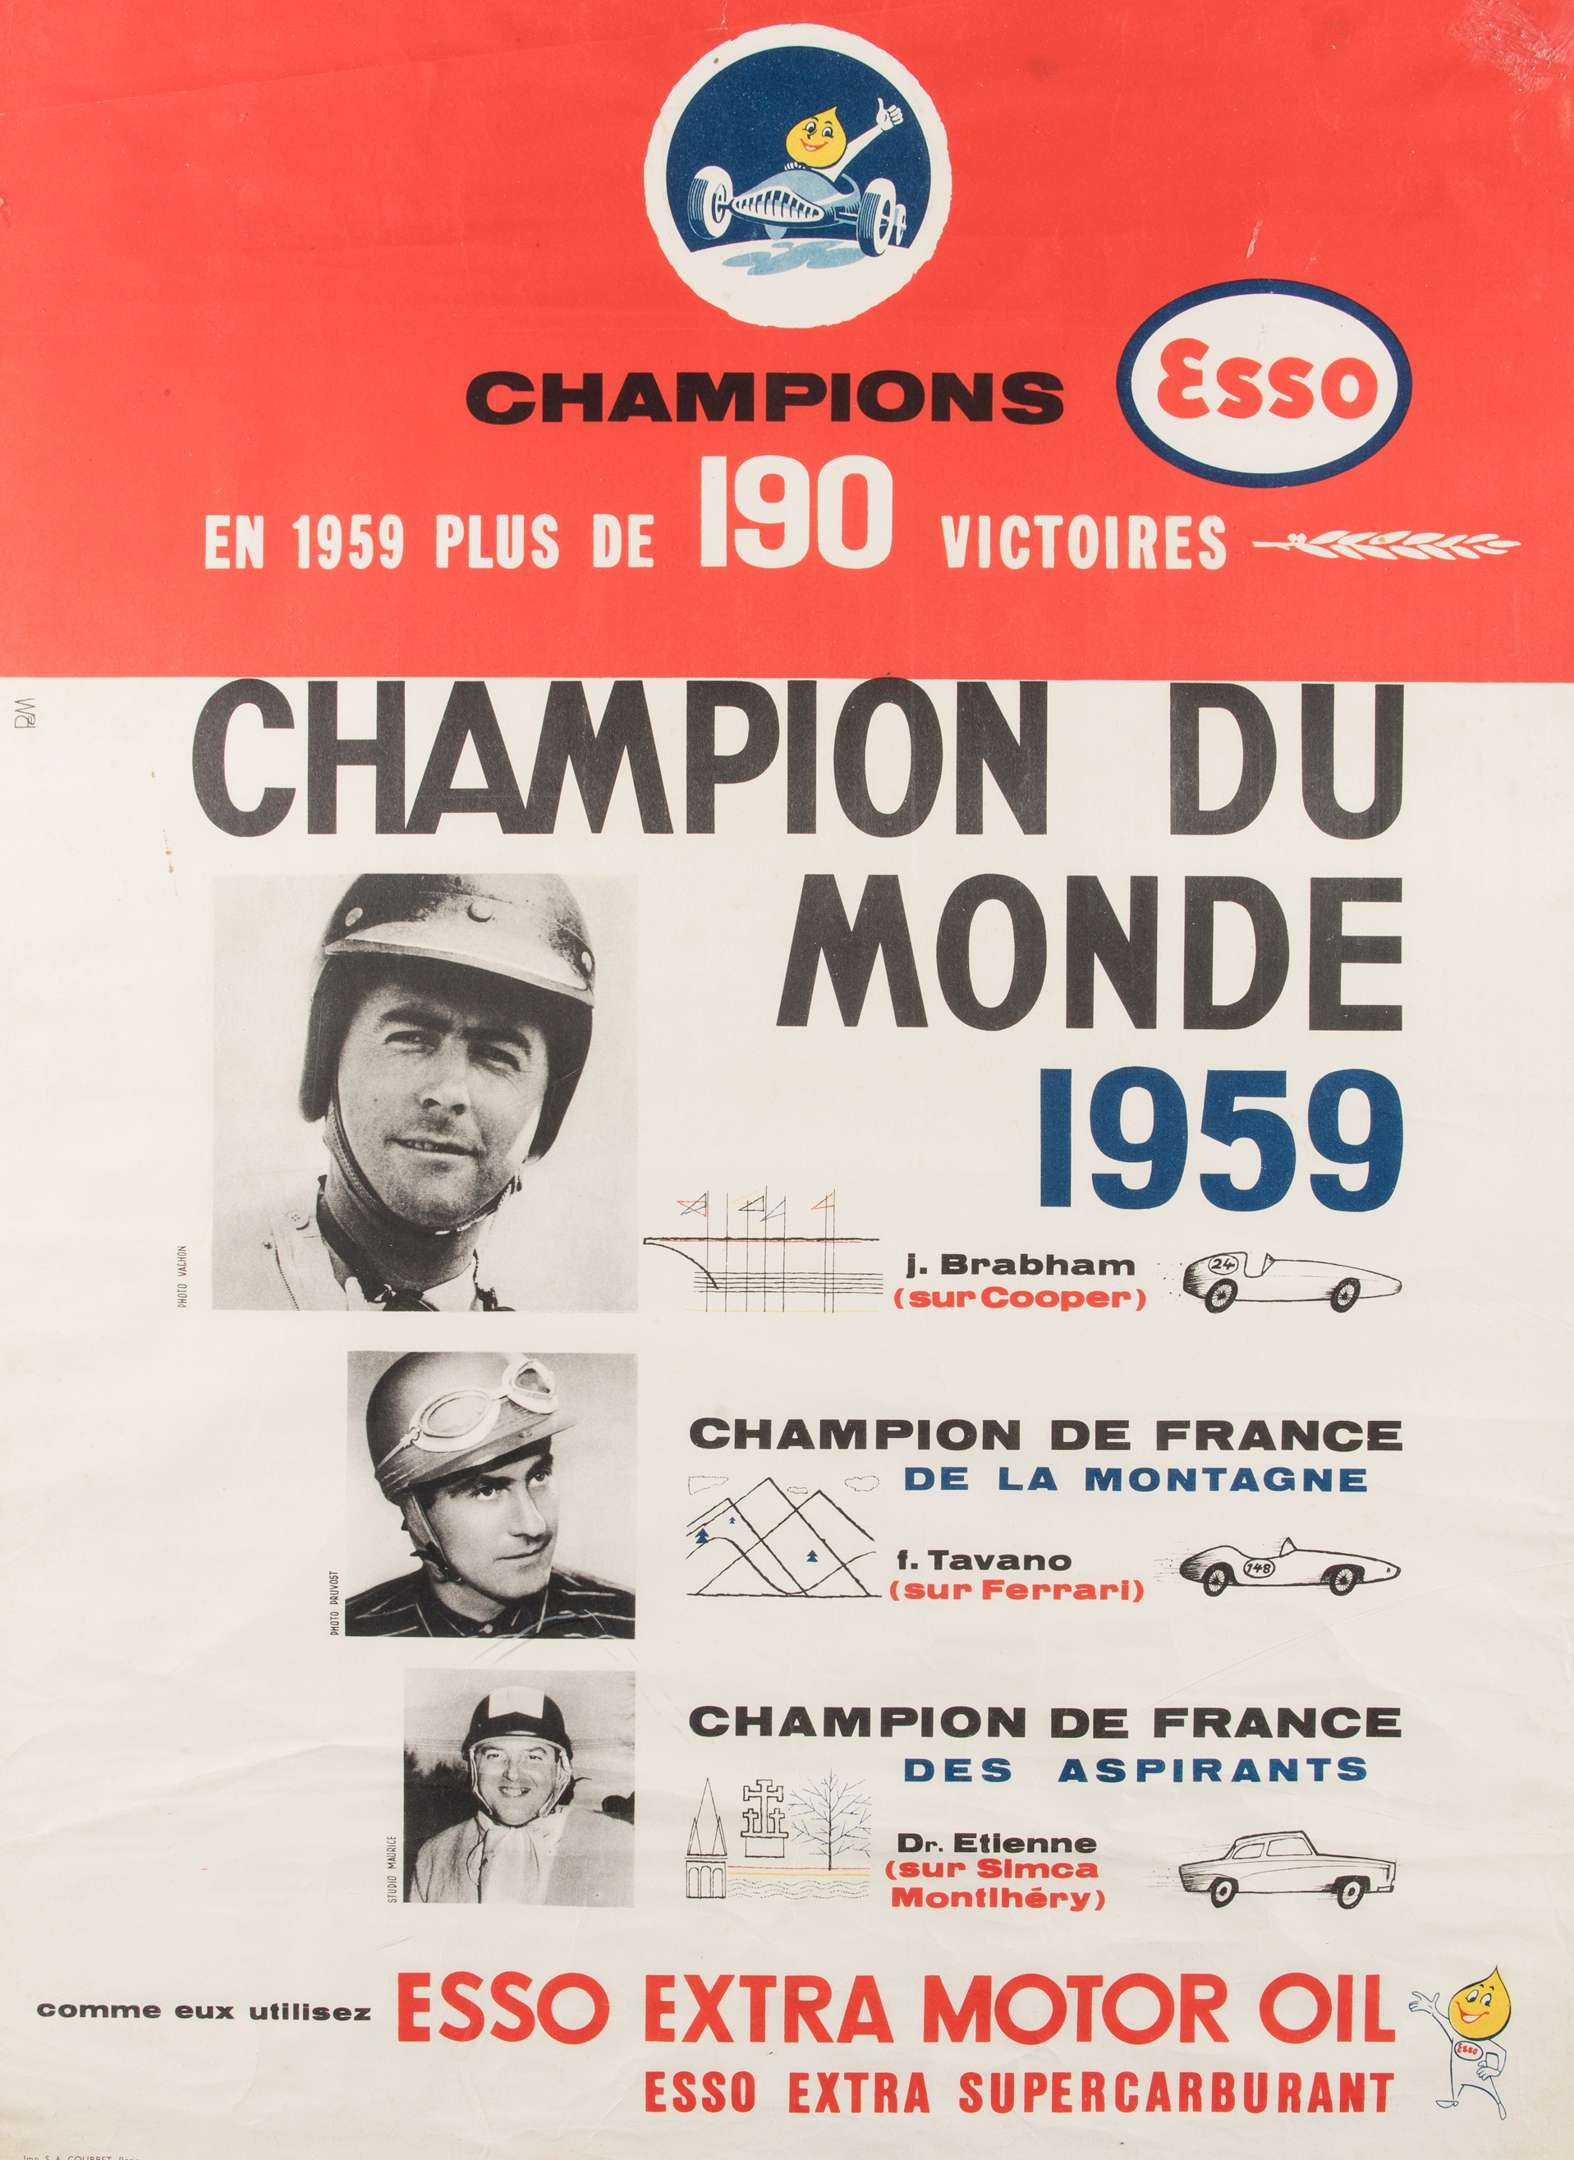 CHAMPIONS
Esso
EN 1959 PLUS DE 190 VICTOIRES
CHAMPION DU
MONDE
1959
PHOTO VACHON
24
j. Brabham
(sur Cooper)
CHAMPION DE FRANCE
DE LA MONTAGNE
PHOTO PRUVOST
148
f. Tavano
(sur Ferrari)
CHAMPION DE FRANCE
DES ASPIRANTS
STUDIO MAURICE
Dr. Etienne
(sur Simca
Montlhéry)
comme eux utilisez ESSO EXTRA MOTOR OIL
Esso
ESSO EXTRA SUPERCARBURANT